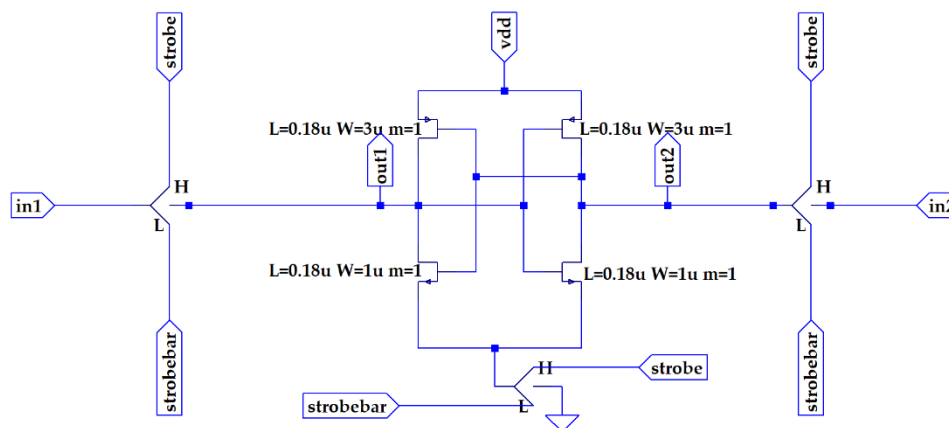 strobe
vdd
strobe
L=0.18u W=3u m=1
L=0.18u W=3u m=1
out1
out2
H
H
in1
in2
L
L
L=0.18u W=1u m=1
L=0.18u W=1u m=1
strobebar
strobebar
H
strobe
strobebar
L